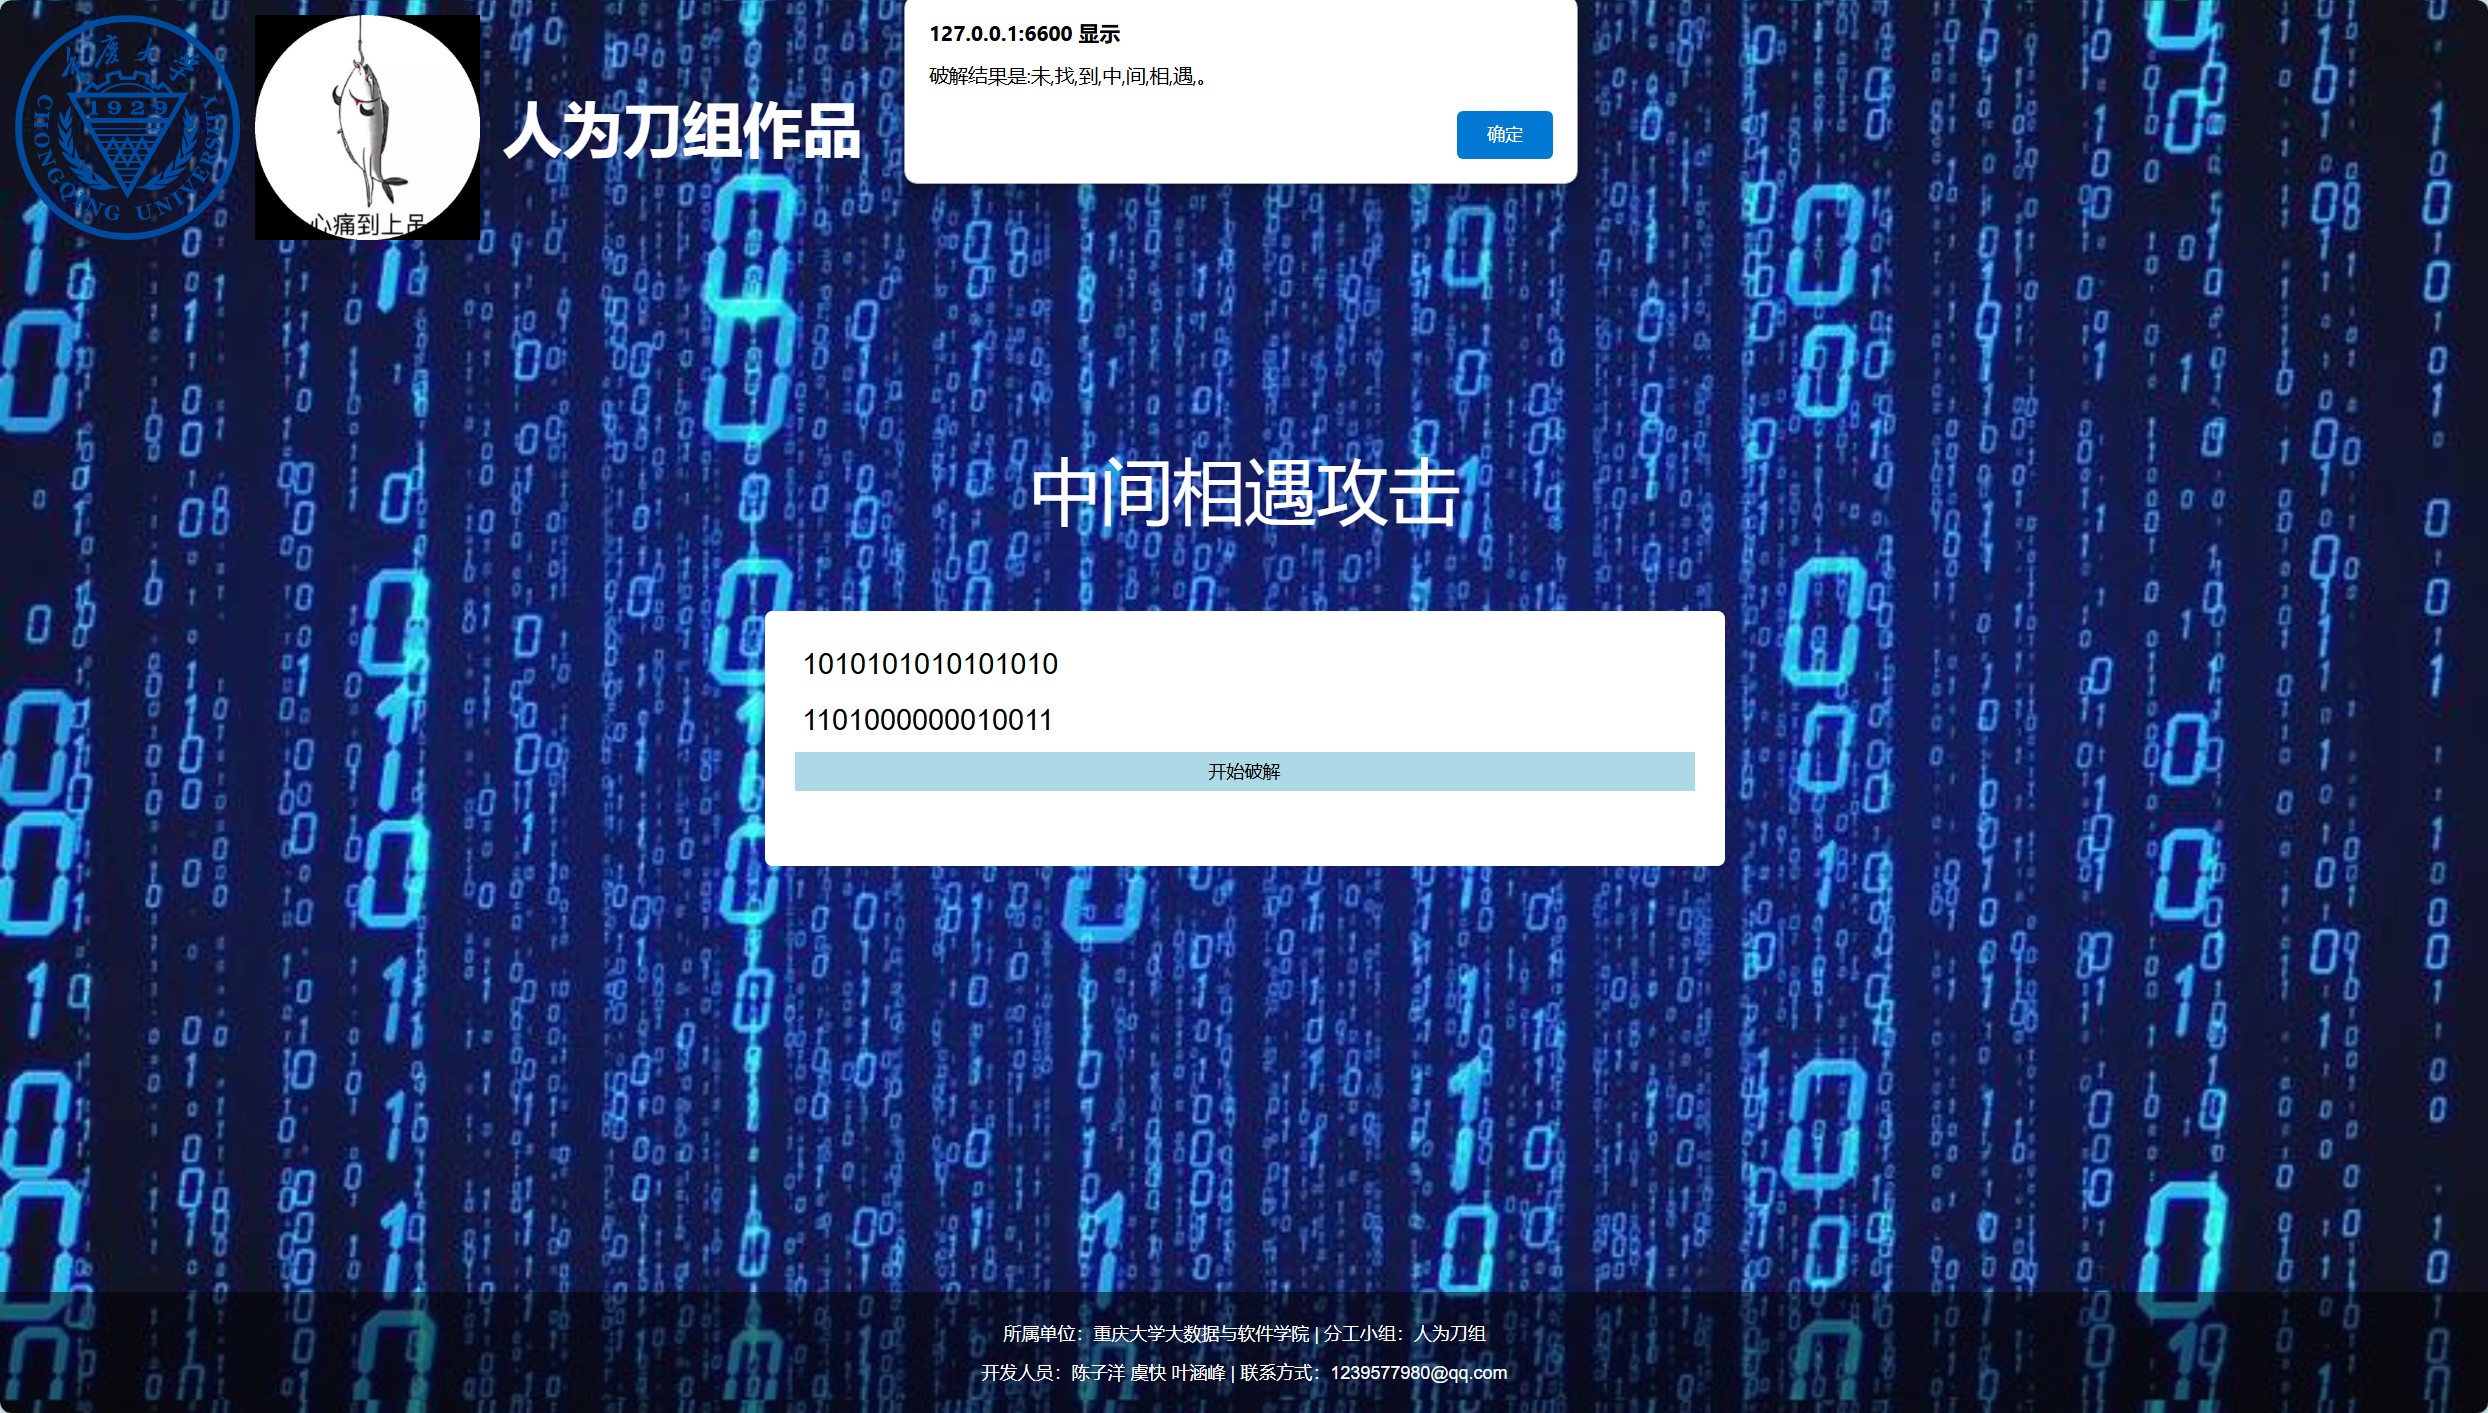 重庆大学
1929
CHONGQING UNIVERSITY
心痛到上吊
人为刀组作品
127.0.0.1:6600 显示
破解结果是:未,找,到,中,间,相,遇,。
确定
中间相遇攻击
1010101010101010
1101000000010011
开始破解
所属单位：重庆大学大数据与软件学院 | 分工小组：人为刀组
开发人员：陈子洋 虞快 叶涵峰 | 联系方式：1239577980@qq.com